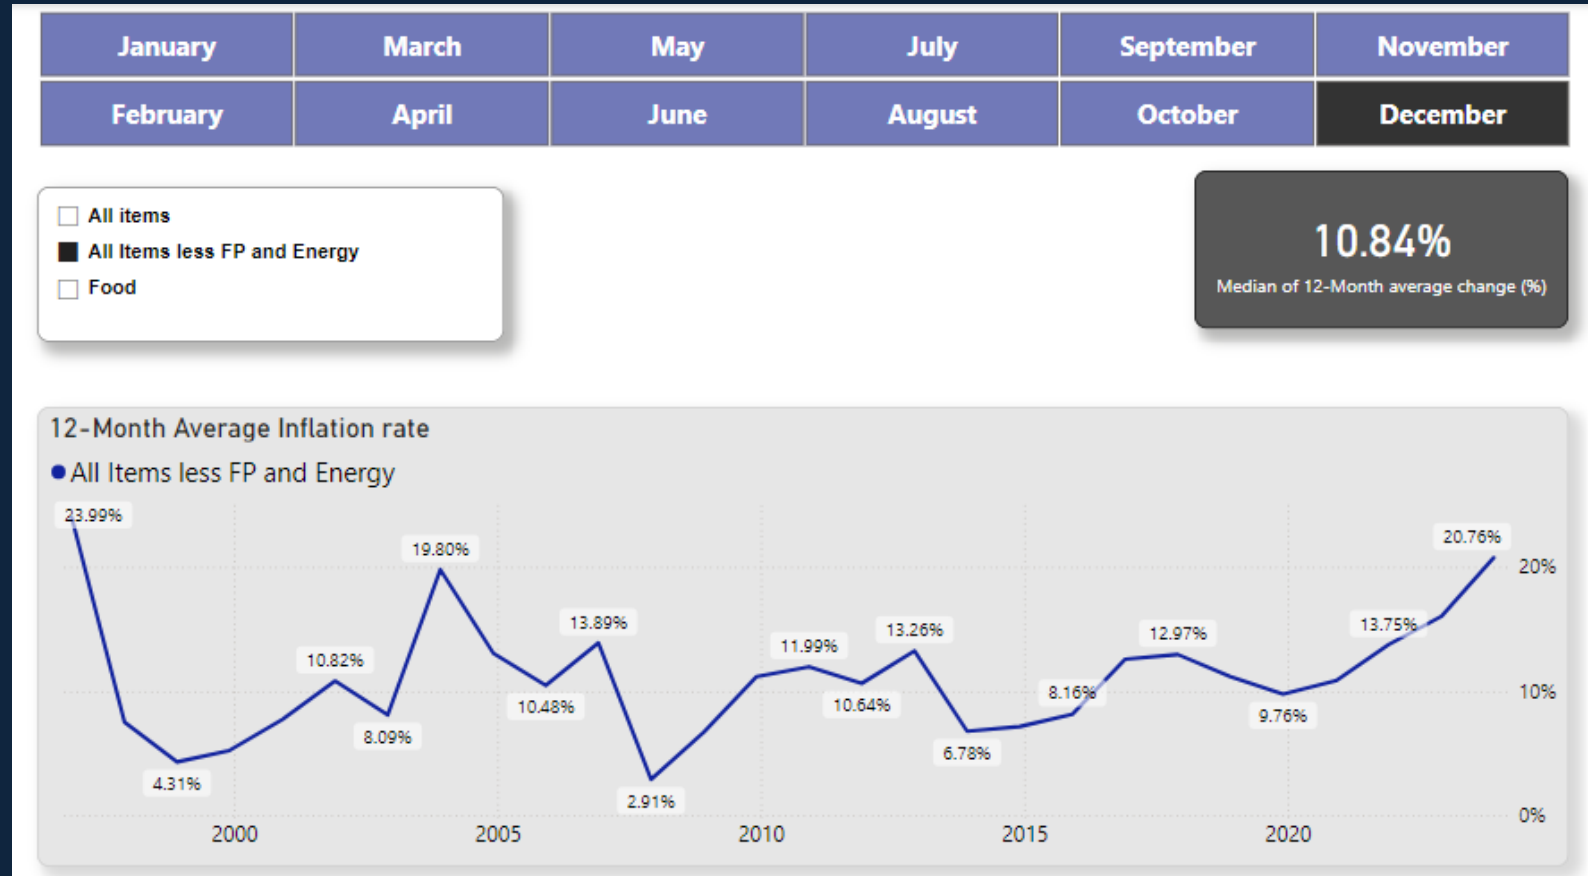 January March May July September November
February April June August October December
All items
All Items less FP and Energy
Food
10.84%
Median of 12-Month average change (%)
12-Month Average Inflation rate
All Items less FP and Energy
23.99%
4.31%
10.82%
8.09%
19.80%
10.48%
13.89%
2.91%
11.99%
10.64%
13.26%
6.78%
8.16%
12.97%
9.76%
13.75%
20.76%
20%
10%
0%
2000 2005 2010 2015 2020